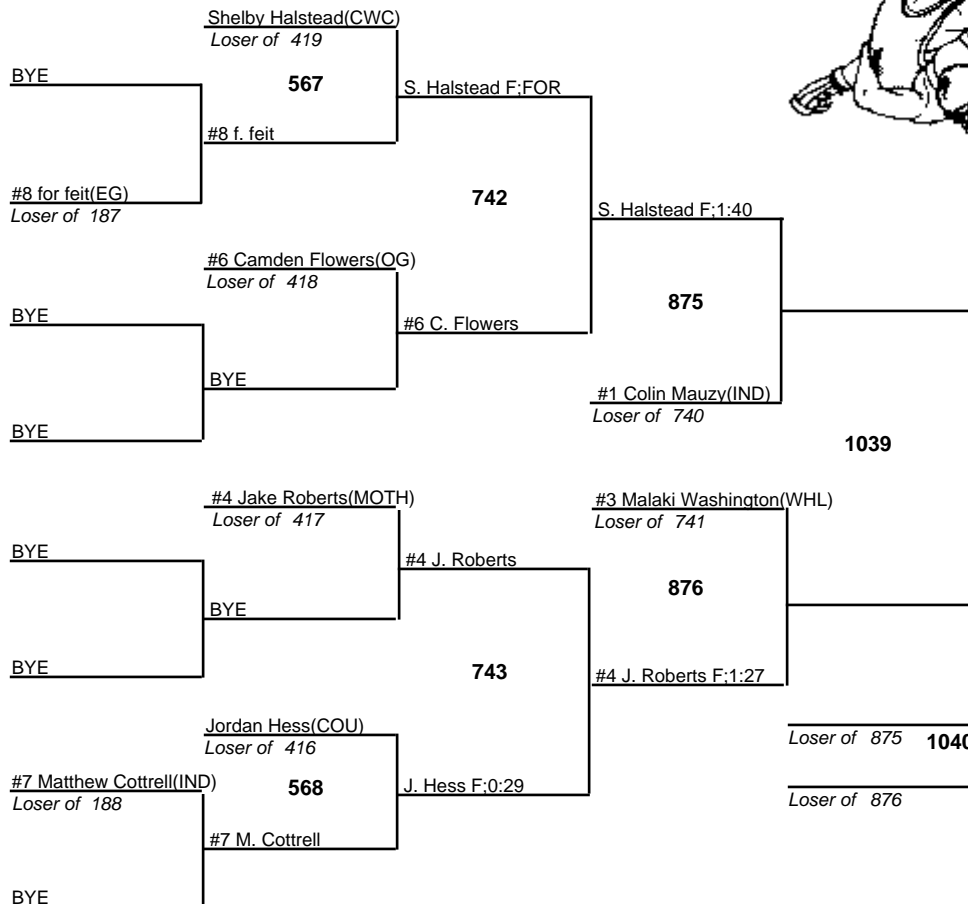 Shelby Halstead(CWC)
Loser of 419
BYE
567
S. Halstead F;FOR
#8 f. feit
#8 for feit(EG)
Loser of 187
742
S. Halstead F;1:40
#6 Camden Flowers(OG)
Loser of 418
875
BYE
#6 C. Flowers
BYE
#1 Colin Mauzy(IND)
Loser of 740
BYE
1039
#4 Jake Roberts(MOTH)
Loser of 417
#3 Malaki Washington(WHL)
Loser of 741
BYE
#4 J. Roberts
876
BYE
BYE
743
#4 J. Roberts F;1:27
Jordan Hess(COU)
Loser of 416
Loser of 875
1040
#7 Matthew Cottrell(IND)
Loser of 188
568
J. Hess F;0:29
Loser of 876
#7 M. Cottrell
BYE